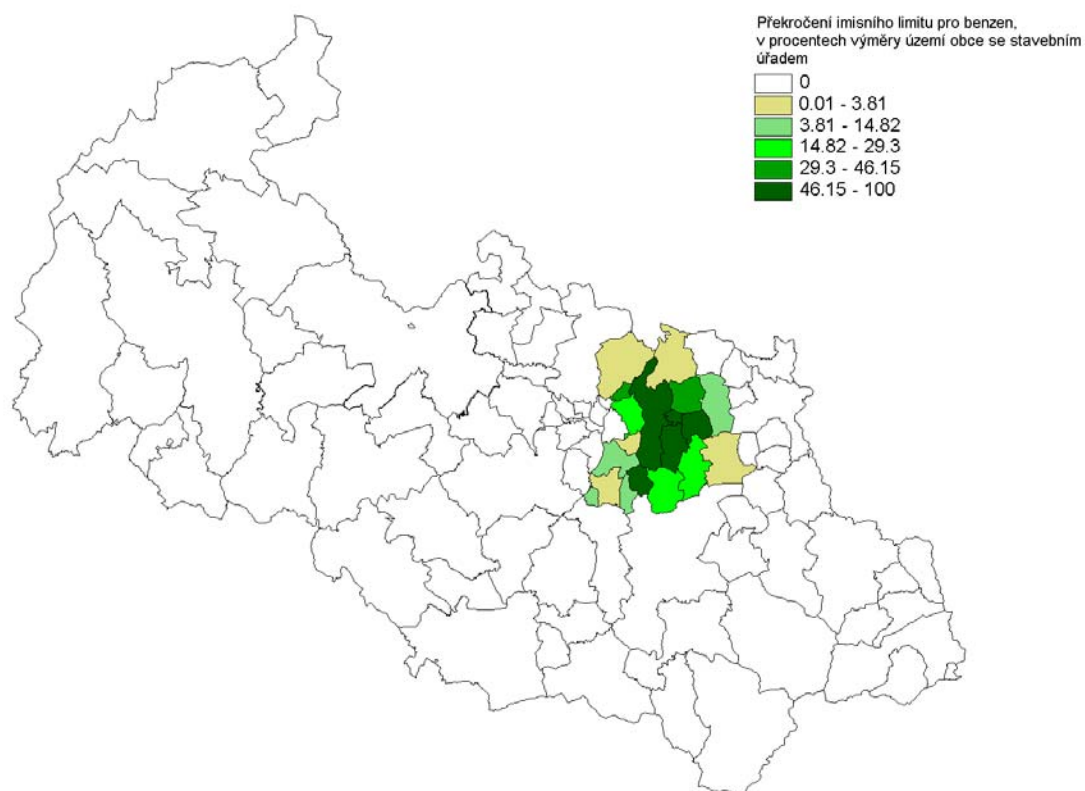 Překročení imisního limitu pro benzen,
v procentech výměry území obce se stavebním
úřadem
0
0.01 - 3.81
3.81 - 14.82
14.82 - 29.3
29.3 - 46.15
46.15 - 100